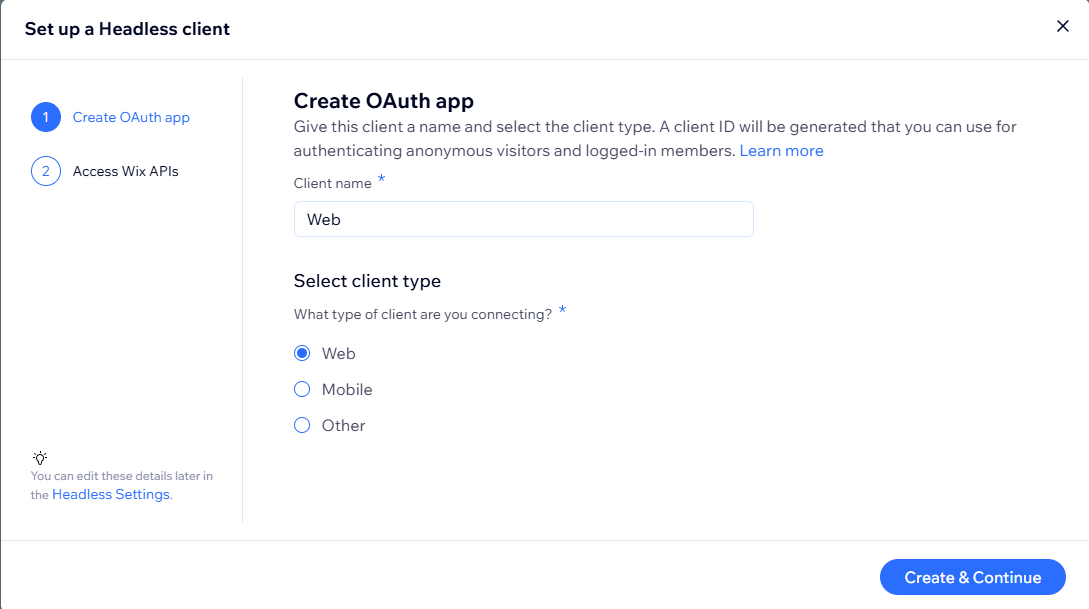 Set up a Headless client
1 Create OAuth app
2 Access Wix APIs
You can edit these details later in
the Headless Settings.
Create OAuth app
Give this client a name and select the client type. A client ID will be generated that you can use for
authenticating anonymous visitors and logged-in members. Learn more
Client name *
Web
Select client type
What type of client are you connecting? *
Web
Mobile
Other
Create & Continue